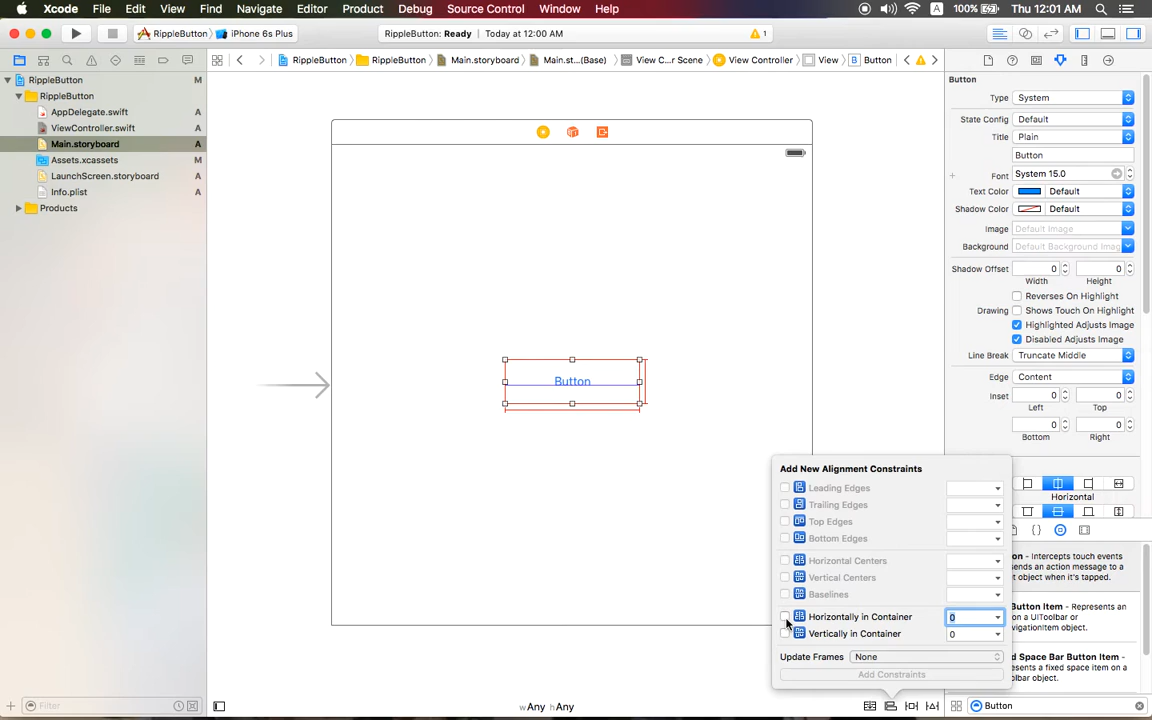 Xcode File Edit View Find Navigate Editor Product Debug Source Control Window Help A 100% Thu 12:01 AM
RippleButton iPhone 6s Plus RippleButton: Ready Today at 12:00 AM 1
RippleButton RippleButton Main.storyboard Main.st...(Base) View C...r Scene View Controller View B Button
RippleButton M
RippleButton
AppDelegate.swift A
ViewController.swift A
Main.storyboard A
Assets.xcassets M
LaunchScreen.storyboard A
Info.plist A
Products
Button
Button
Type System
State Config Default
Title Plain
Button
Font System 15.0
Text Color Default
Shadow Color Default
Image Default Image
Background Default Background Imag
Shadow Offset 0 0
Width Height
Reverses On Highlight
Drawing Shows Touch On Highlight
Highlighted Adjusts Image
Disabled Adjusts Image
Line Break Truncate Middle
Edge Content
Inset 0 0
Left Top
0 0
Bottom Right
Horizontal
Add New Alignment Constraints
Leading Edges
Trailing Edges
Top Edges
Bottom Edges
Horizontal Centers
Vertical Centers
Baselines
Horizontally in Container 0
Vertically in Container 0
Update Frames None
Add Constraints
{ }
on - Intercepts touch events
sends an action message to a
t object when it's tapped.
Button Item - Represents an
on a UIToolbar or
vigationItem object.
d Space Bar Button Item -
esents a fixed space item on a
olbar object.
Filter
wAny hAny
Button